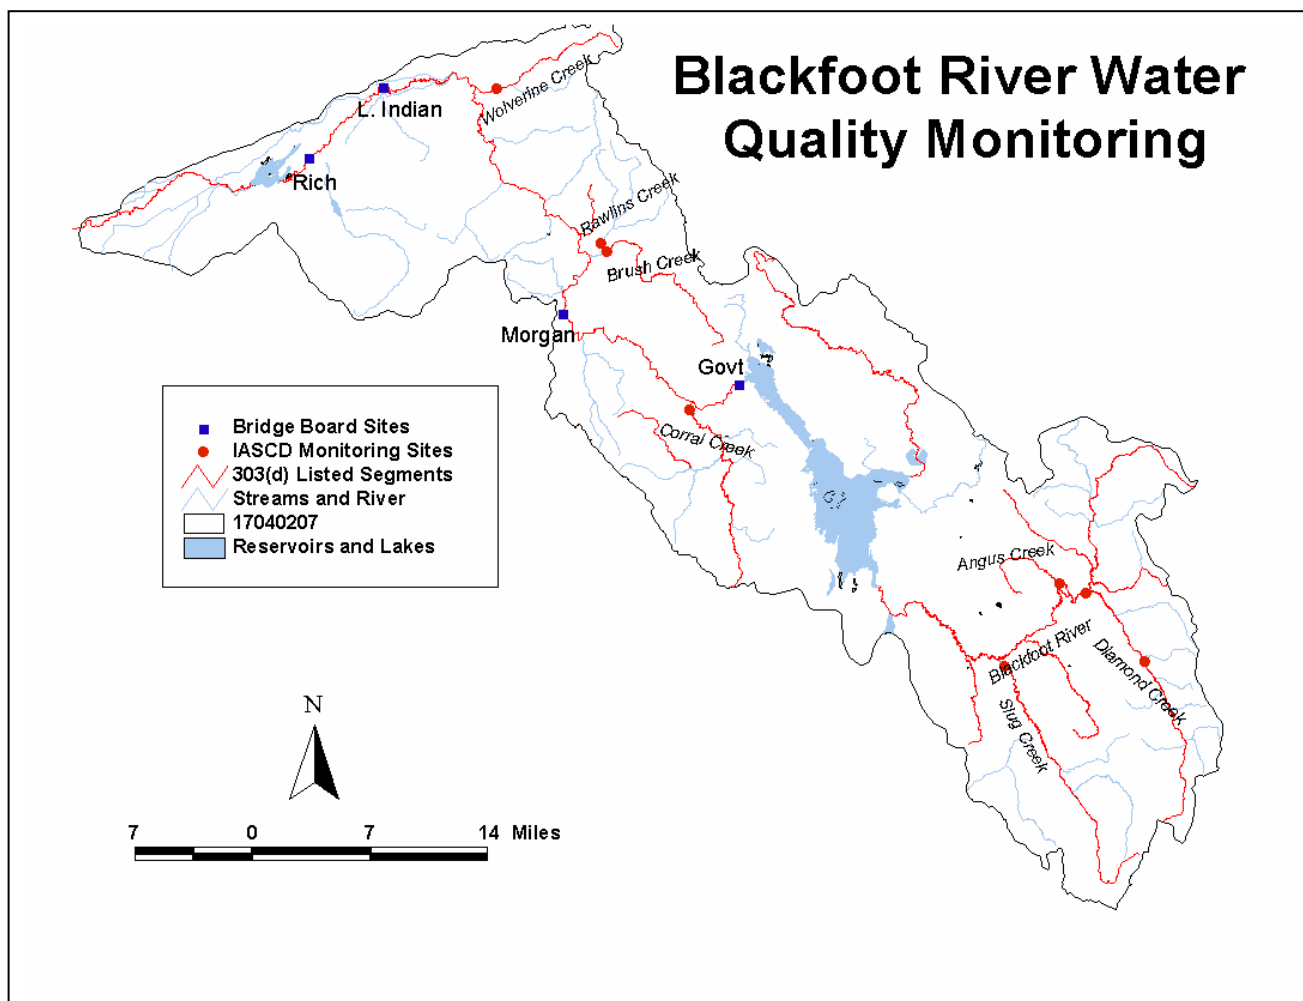 Blackfoot River Water
Quality Monitoring
Wolverine Creek
L. Indian
Rich
Rawlins Creek
Brush Creek
Morgan
Govt
Corral Creek
Bridge Board Sites
IASCD Monitoring Sites
303(d) Listed Segments
Streams and River
17040207
Reservoirs and Lakes
Angus Creek
Blackfoot River
Diamond Creek
Slug Creek
N
7 0 7 14 Miles